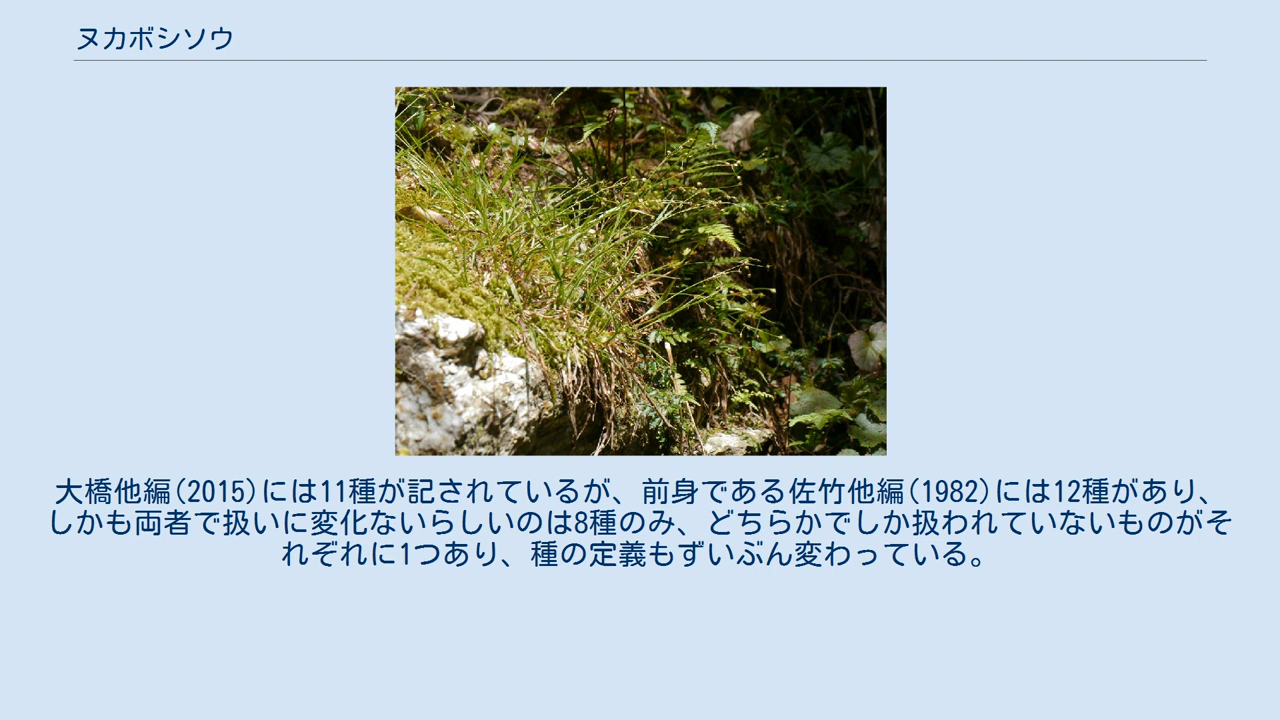 ヌカボシソウ
大橋他編(2015)には11種が記されているが、前身である佐竹他編(1982)には12種があり、
しかも両者で扱いに変化ないらしいのは8種のみ、どちらかでしか扱われていないものがそ
れぞれに1つあり、種の定義もずいぶん変わっている。